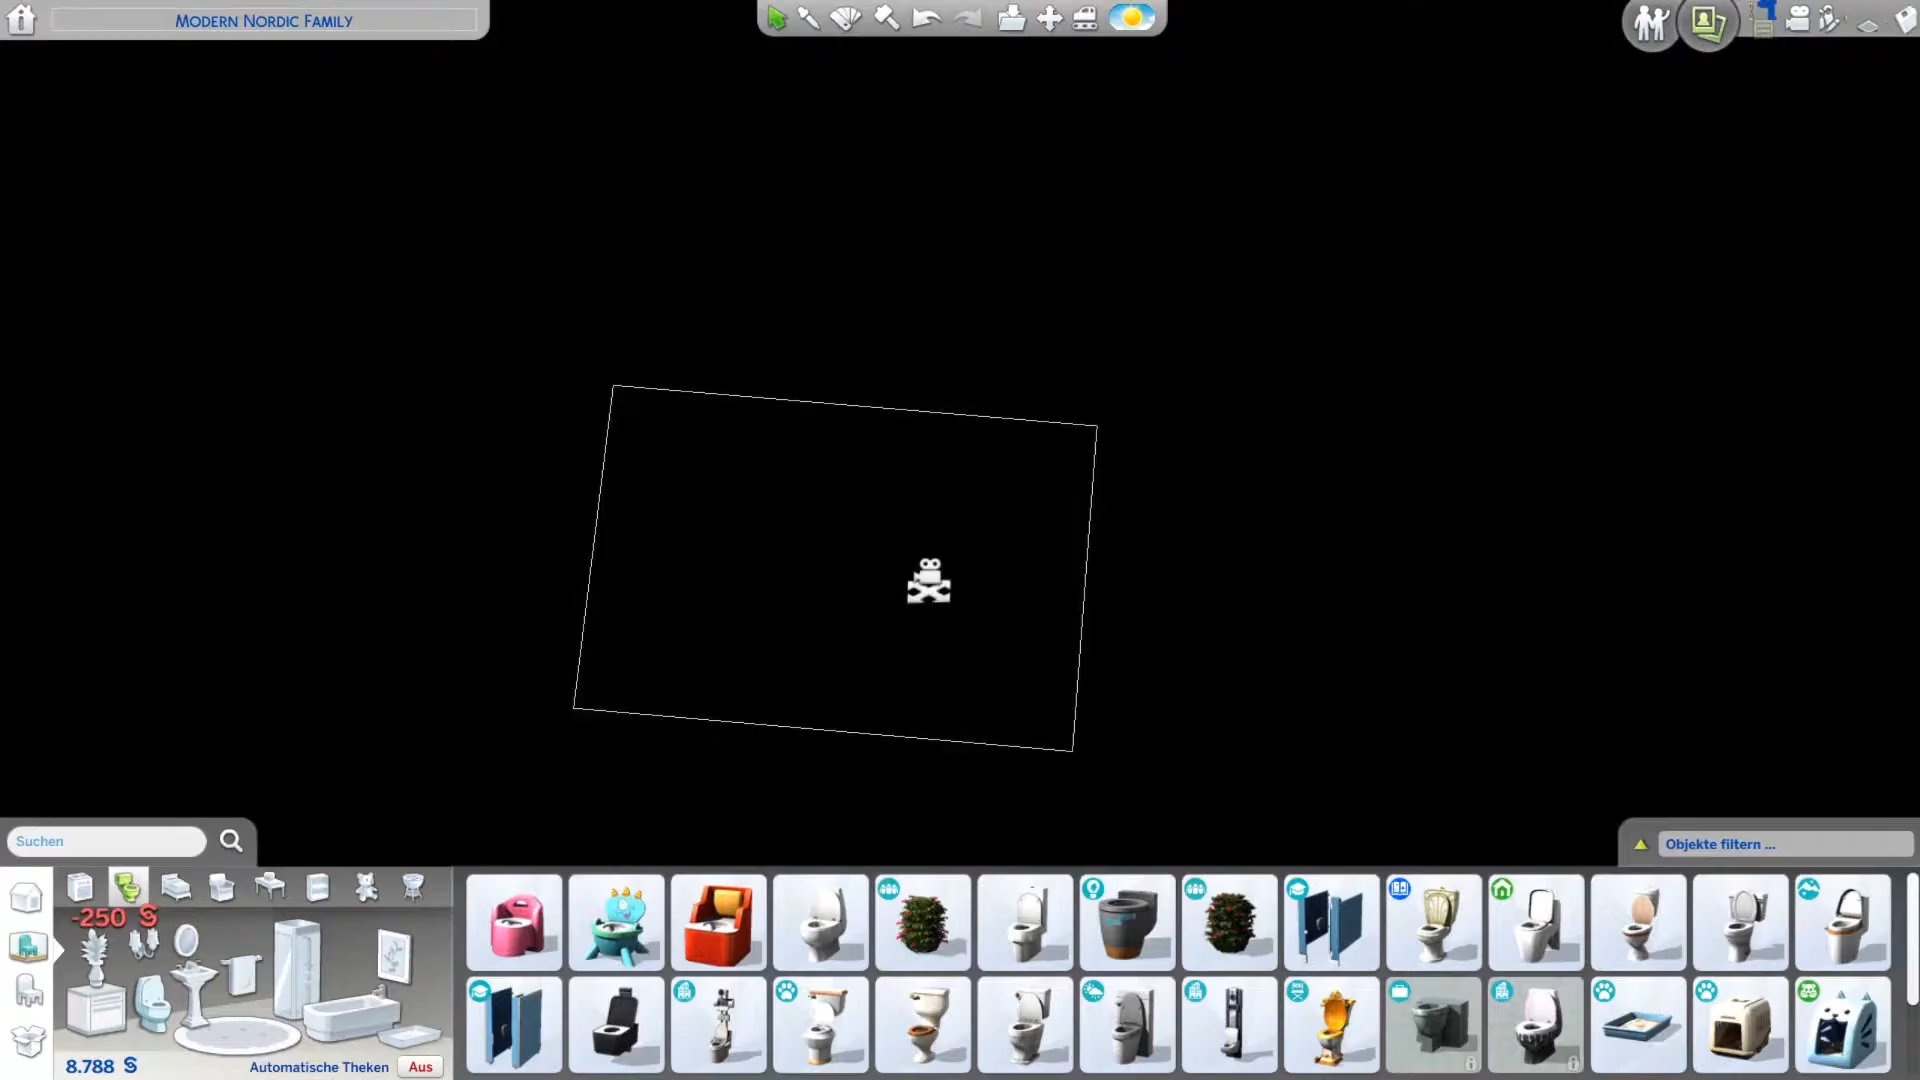 MODERN NORDIC FAMILY
Suchen
Objekte filtern ...
-250 §
8.788 §
Automatische Theken
Aus